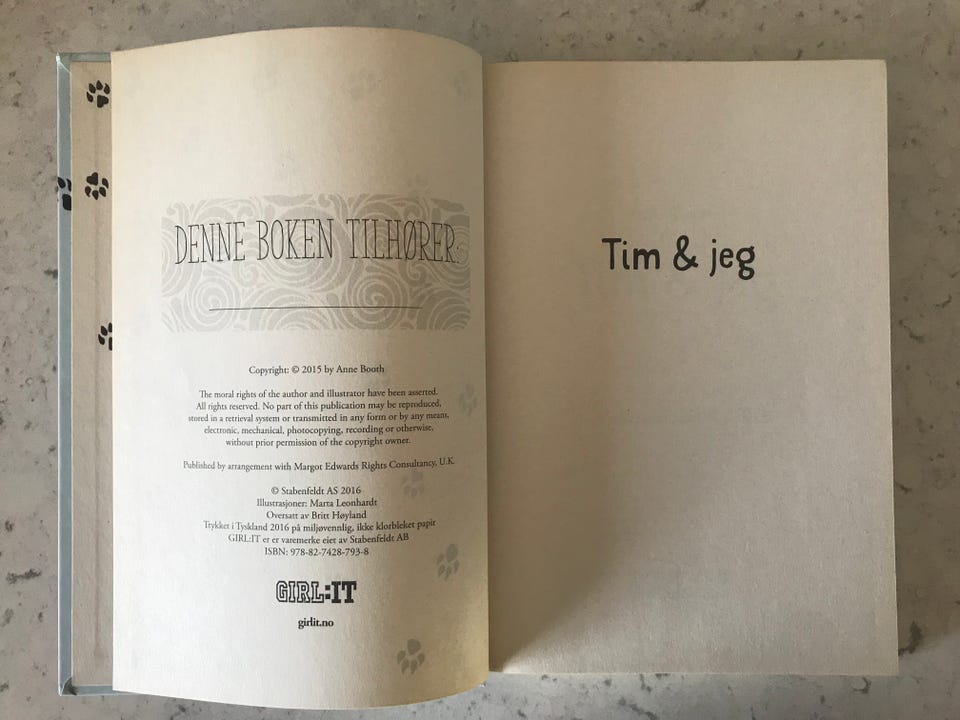 DENNE BOKEN TILHØRER:
Copyright: © 2015 by Anne Booth
The moral rights of the author and illustrator have been asserted.
All rights reserved. No part of this publication may be reproduced,
stored in a retrieval system or transmitted in any form or by any means,
electronic, mechanical, photocopying, recording or otherwise,
without prior permission of the copyright owner.
Published by arrangement with Margot Edwards Rights Consultancy, U.K.
© Stabenfeldt AS 2016
Illustrasjoner: Marta Leonhardt
Oversatt av Britt Høyland
Trykket i Tyskland 2016 på miljøvennlig, ikke klorbleket papir
GIRL:IT er er varemerke eiet av Stabenfeldt AB
ISBN: 978-82-7428-793-8
GIRL:IT
girlit.no
Tim & jeg